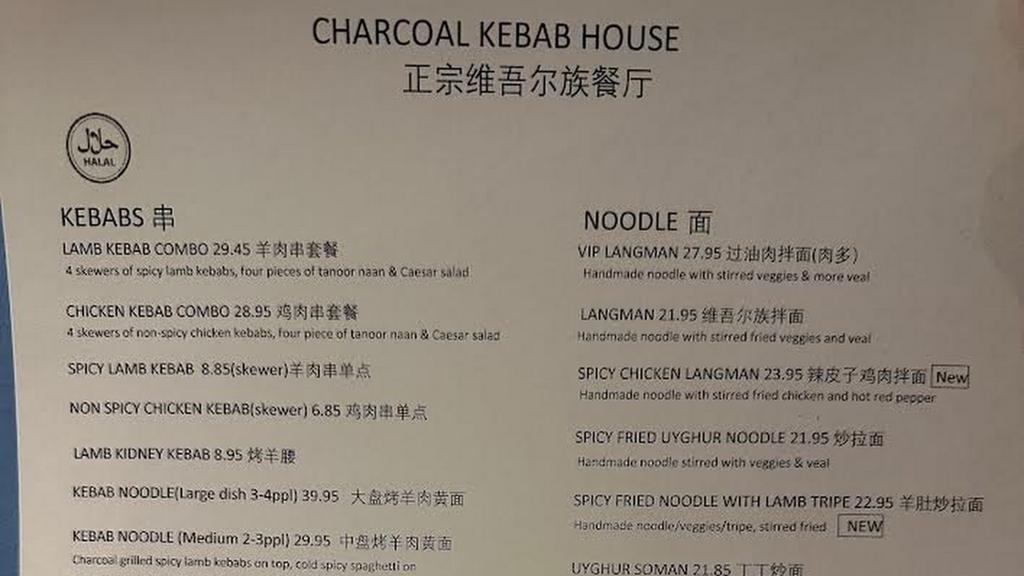 CHARCOAL KEBAB HOUSE
正宗维吾尔族餐厅
حلال
HALAL
KEBABS 串
LAMB KEBAB COMBO 29.45 羊肉串套餐
4 skewers of spicy lamb kebabs, four pieces of tanoor naan & Caesar salad
CHICKEN KEBAB COMBO 28.95 鸡肉串套餐
4 skewers of non-spicy chicken kebabs, four piece of tanoor naan & Caesar salad
SPICY LAMB KEBAB 8.85(skewer)羊肉串单点
NON SPICY CHICKEN KEBAB(skewer) 6.85 鸡肉串单点
LAMB KIDNEY KEBAB 8.95 烤羊腰
KEBAB NOODLE(Large dish 3-4ppl) 39.95 大盘烤羊肉黄面
KEBAB NOODLE (Medium 2-3ppl) 29.95 中盘烤羊肉黄面
Charcoal grilled spicy lamb kebabs on top, cold spicy spaghetti on
NOODLE 面
VIP LANGMAN 27.95 过油肉拌面(肉多)
Handmade noodle with stirred veggies & more veal
LANGMAN 21.95 维吾尔族拌面
Handmade noodle with stirred fried veggies and veal
SPICY CHICKEN LANGMAN 23.95 辣皮子鸡肉拌面 New
Handmade noodle with stirred fried chicken and hot red pepper
SPICY FRIED UYGHUR NOODLE 21.95 炒拉面
Handmade noodle stirred with veggies & veal
SPICY FRIED NOODLE WITH LAMB TRIPE 22.95 羊肚炒拉面
Handmade noodle/veggies/tripe, stirred fried NEW
UYGHUR SOMAN 21.85 丁丁炒面